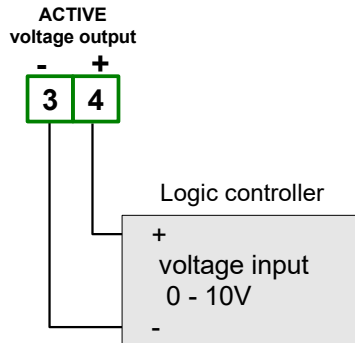 ACTIVE
voltage output
- +
3 4
Logic controller
+
voltage input
0 - 10V
-